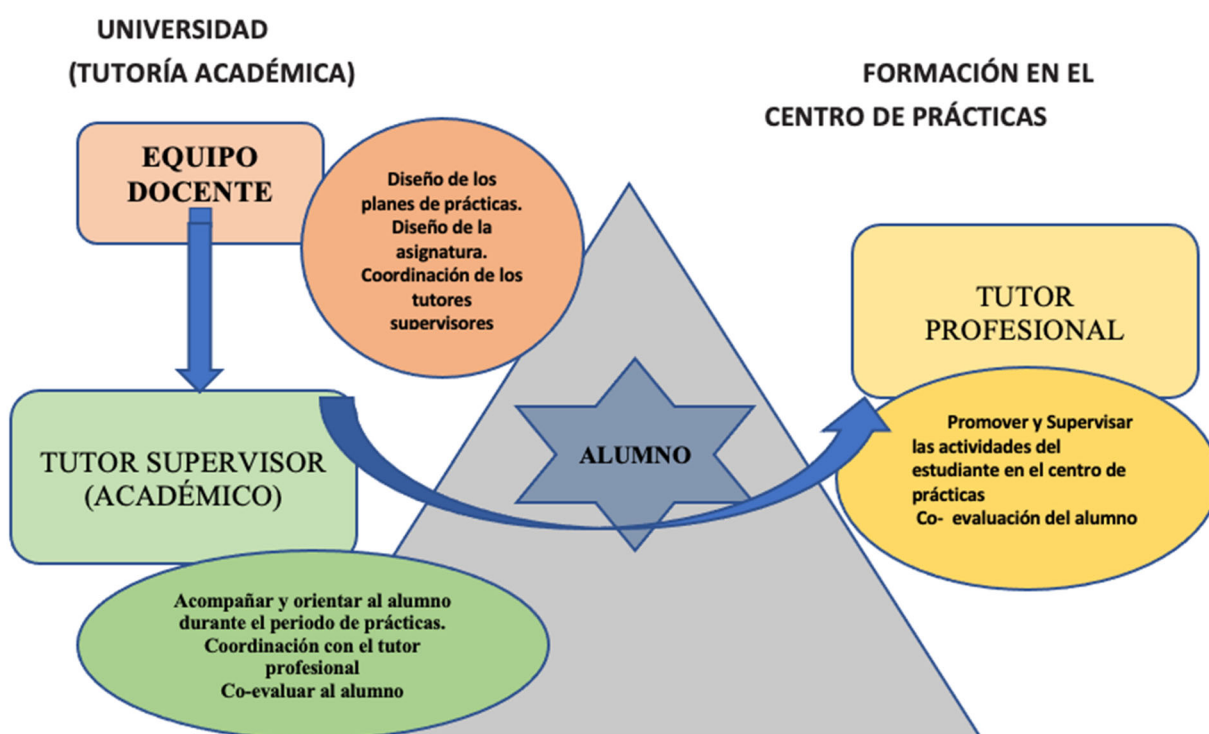 UNIVERSIDAD
(TUTORÍA ACADÉMICA)
FORMACIÓN EN EL
CENTRO DE PRÁCTICAS
EQUIPO
DOCENTE
Diseño de los
planes de prácticas.
Diseño de la
asignatura.
Coordinación de los
tutores
supervisores
TUTOR
PROFESIONAL
Promover y Supervisar
las actividades del
estudiante en el centro de
prácticas
Co- evaluación del alumno
ALUMNO
TUTOR SUPERVISOR
(ACADÉMICO)
Acompañar y orientar al alumno
durante el periodo de prácticas.
Coordinación con el tutor
profesional
Co-evaluar al alumno